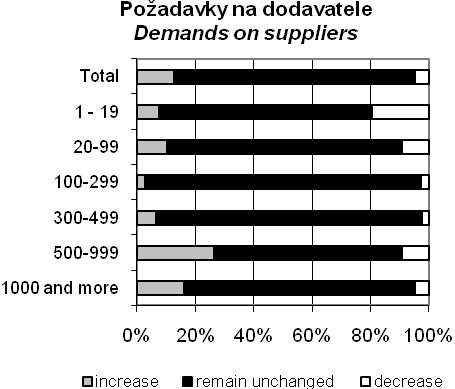 Požadavky na dodavatele
Demands on suppliers
Total
1 - 19
20-99
100-299
300-499
500-999
1000 and more
0% 20% 40% 60% 80% 100%
increase remain unchanged decrease